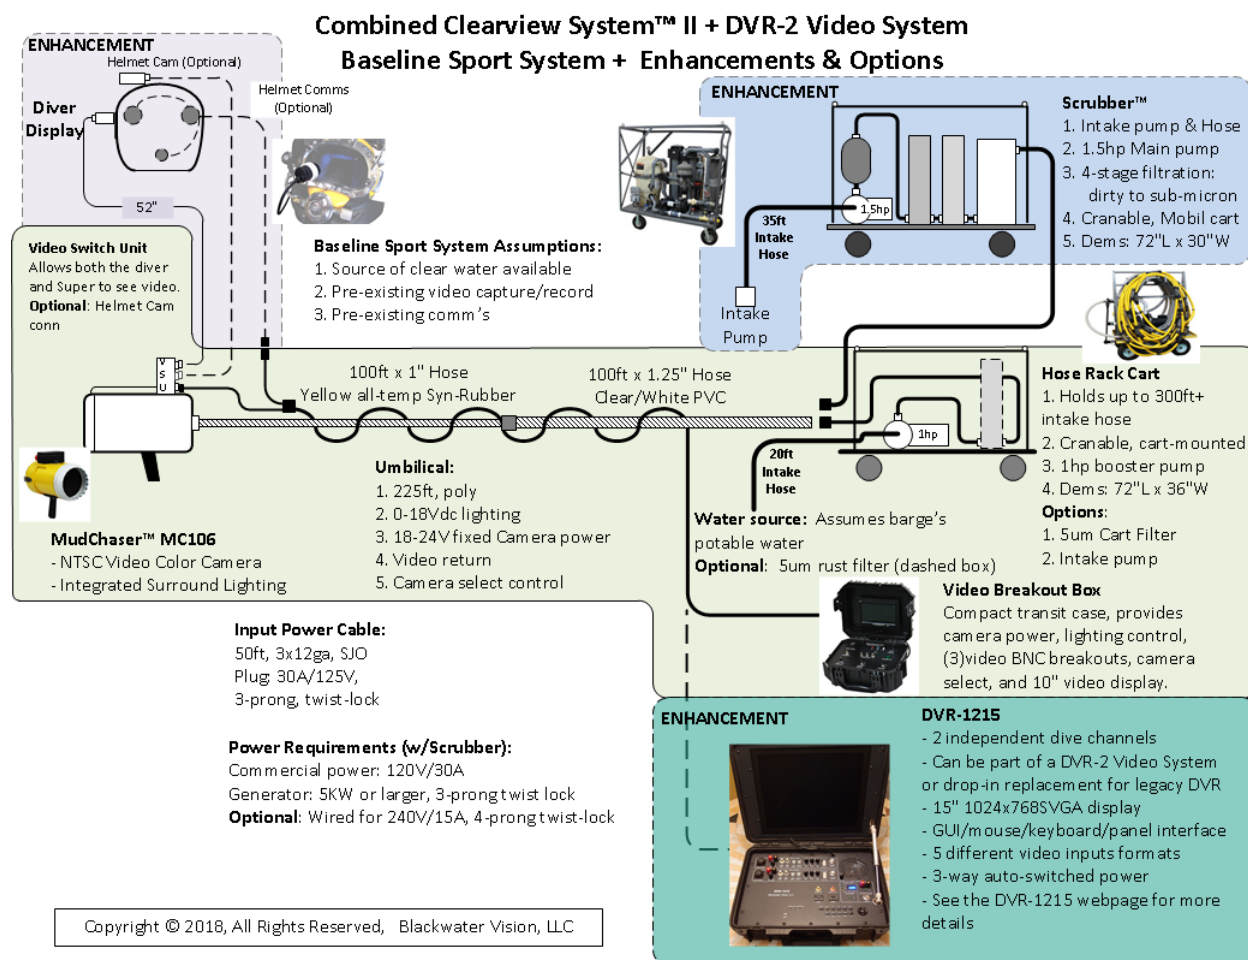 Combined Clearview System™ II + DVR-2 Video System
Baseline Sport System + Enhancements & Options
ENHANCEMENT
Helmet Cam (Optional)
Diver
Display
52"
Helmet Comms
(Optional)
Video Switch Unit
Allows both the diver
and Super to see video.
Optional: Helmet Cam
conn
Baseline Sport System Assumptions:
1. Source of clear water available
2. Pre-existing video capture/record
3. Pre-existing comm's
ENHANCEMENT
1.5hp
35ft
Intake
Hose
Intake
Pump
Scrubber™
1. Intake pump & Hose
2. 1.5hp Main pump
3. 4-stage filtration:
dirty to sub-micron
4. Cranable, Mobil cart
5. Dems: 72"L x 30"W
V
S
U
100ft x 1" Hose
Yellow all-temp Syn-Rubber
100ft x 1.25" Hose
Clear/White PVC
1hp
20ft
Intake
Hose
Hose Rack Cart
1. Holds up to 300ft+
intake hose
2. Cranable, cart-mounted
3. 1hp booster pump
4. Dems: 72"L x 36"W
Options:
1. 5um Cart Filter
2. Intake pump
MudChaser™ MC106
- NTSC Video Color Camera
- Integrated Surround Lighting
Umbilical:
1. 225ft, poly
2. 0-18Vdc lighting
3. 18-24V fixed Camera power
4. Video return
5. Camera select control
Water source: Assumes barge's
potable water
Optional: 5um rust filter (dashed box)
Video Breakout Box
Compact transit case, provides
camera power, lighting control,
(3)video BNC breakouts, camera
select, and 10" video display.
Input Power Cable:
50ft, 3x12ga, SJO
Plug: 30A/125V,
3-prong, twist-lock
Power Requirements (w/Scrubber):
Commercial power: 120V/30A
Generator: 5KW or larger, 3-prong twist lock
Optional: Wired for 240V/15A, 4-prong twist-lock
ENHANCEMENT
DVR-1215
- 2 independent dive channels
- Can be part of a DVR-2 Video System
or drop-in replacement for legacy DVR
- 15" 1024x768SVGA display
- GUI/mouse/keyboard/panel interface
- 5 different video inputs formats
- 3-way auto-switched power
- See the DVR-1215 webpage for more
details
Copyright © 2018, All Rights Reserved, Blackwater Vision, LLC